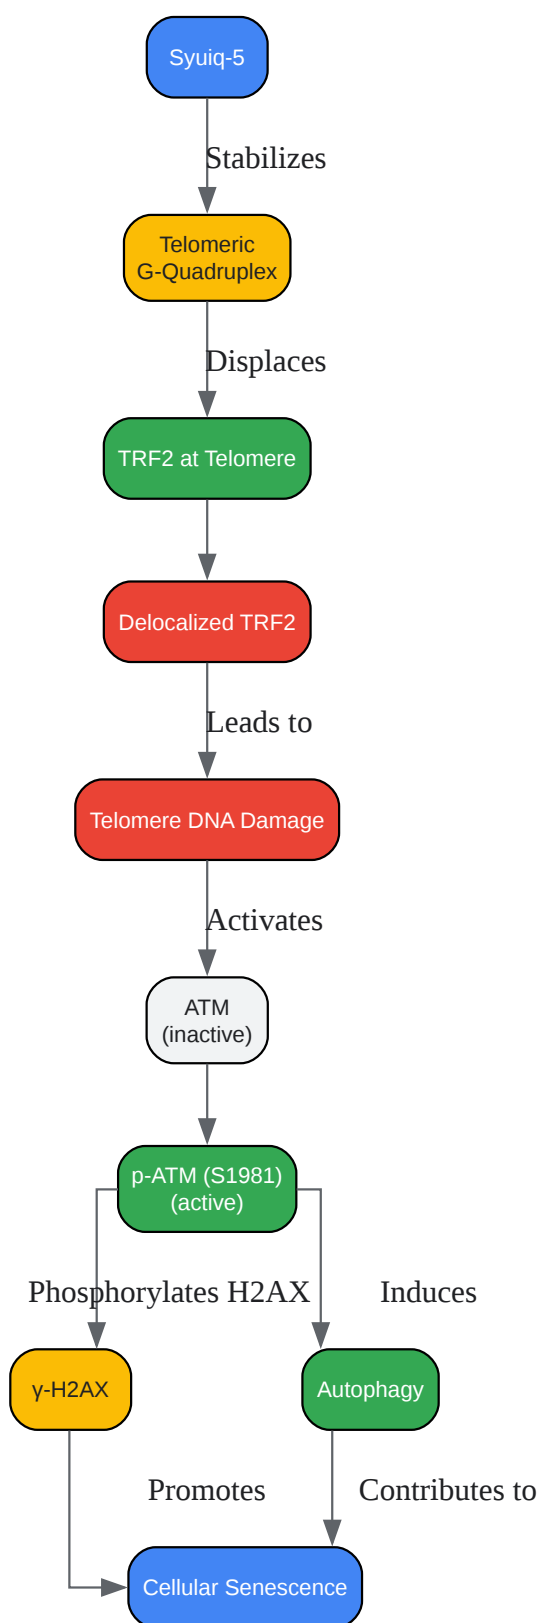 Syuiq-5
Stabilizes
Telomeric
G-Quadruplex
Displaces
TRF2 at Telomere
Delocalized TRF2
Leads to
Telomere DNA Damage
Activates
ATM
(inactive)
p-ATM (S1981)
(active)
Phosphorylates H2AX
Induces
γ-H2AX
Autophagy
Promotes
Contributes to
Cellular Senescence